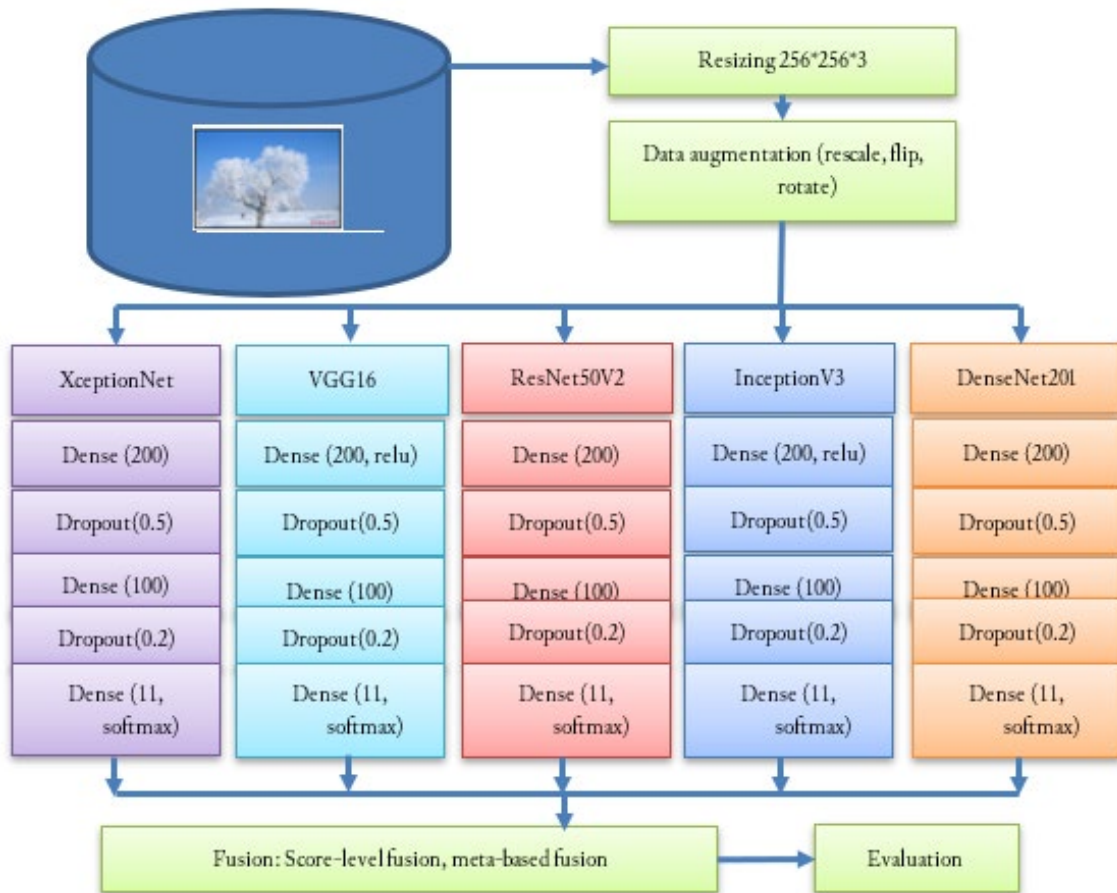 Resizing 256*256*3
Data augmentation (rescale, flip,
rotate)
XceptionNet
VGG16
ResNet50V2
InceptionV3
DenseNet201
Dense (200)
Dense (200, relu)
Dense (200)
Dense (200, relu)
Dense (200)
Dropout(0.5)
Dropout(0.5)
Dropout(0.5)
Dropout(0.5)
Dropout(0.5)
Dense (100)
Dense (100)
Dense (100)
Dense (100)
Dense (100)
Dropout(0.2)
Dropout(0.2)
Dropout(0.2)
Dropout(0.2)
Dropout(0.2)
Dense (11,
softmax)
Dense (11,
softmax)
Dense (11,
softmax)
Dense (11,
softmax)
Dense (11,
softmax)
Fusion: Score-level fusion, meta-based fusion
Evaluation